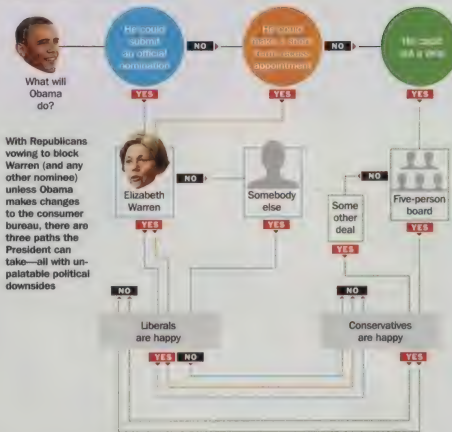 He could
submit
an official
nomination
NO
He could
make a short-
term
appointment
NO
He could
cut a deal
What will
Obama
do?
YES
YES
YES
With Republicans
vowing to block
Warren (and any
other nominee)
unless Obama
makes changes
to the consumer
bureau, there are
three paths the
President can
take—all with un-
palatable political
downsides
Elizabeth
Warren
NO
Somebody
else
NO
Some
other
deal
Five-person
board
YES
YES
YES
YES
NO
NO
Liberals
are happy
Conservatives
are happy
YES
NO
YES